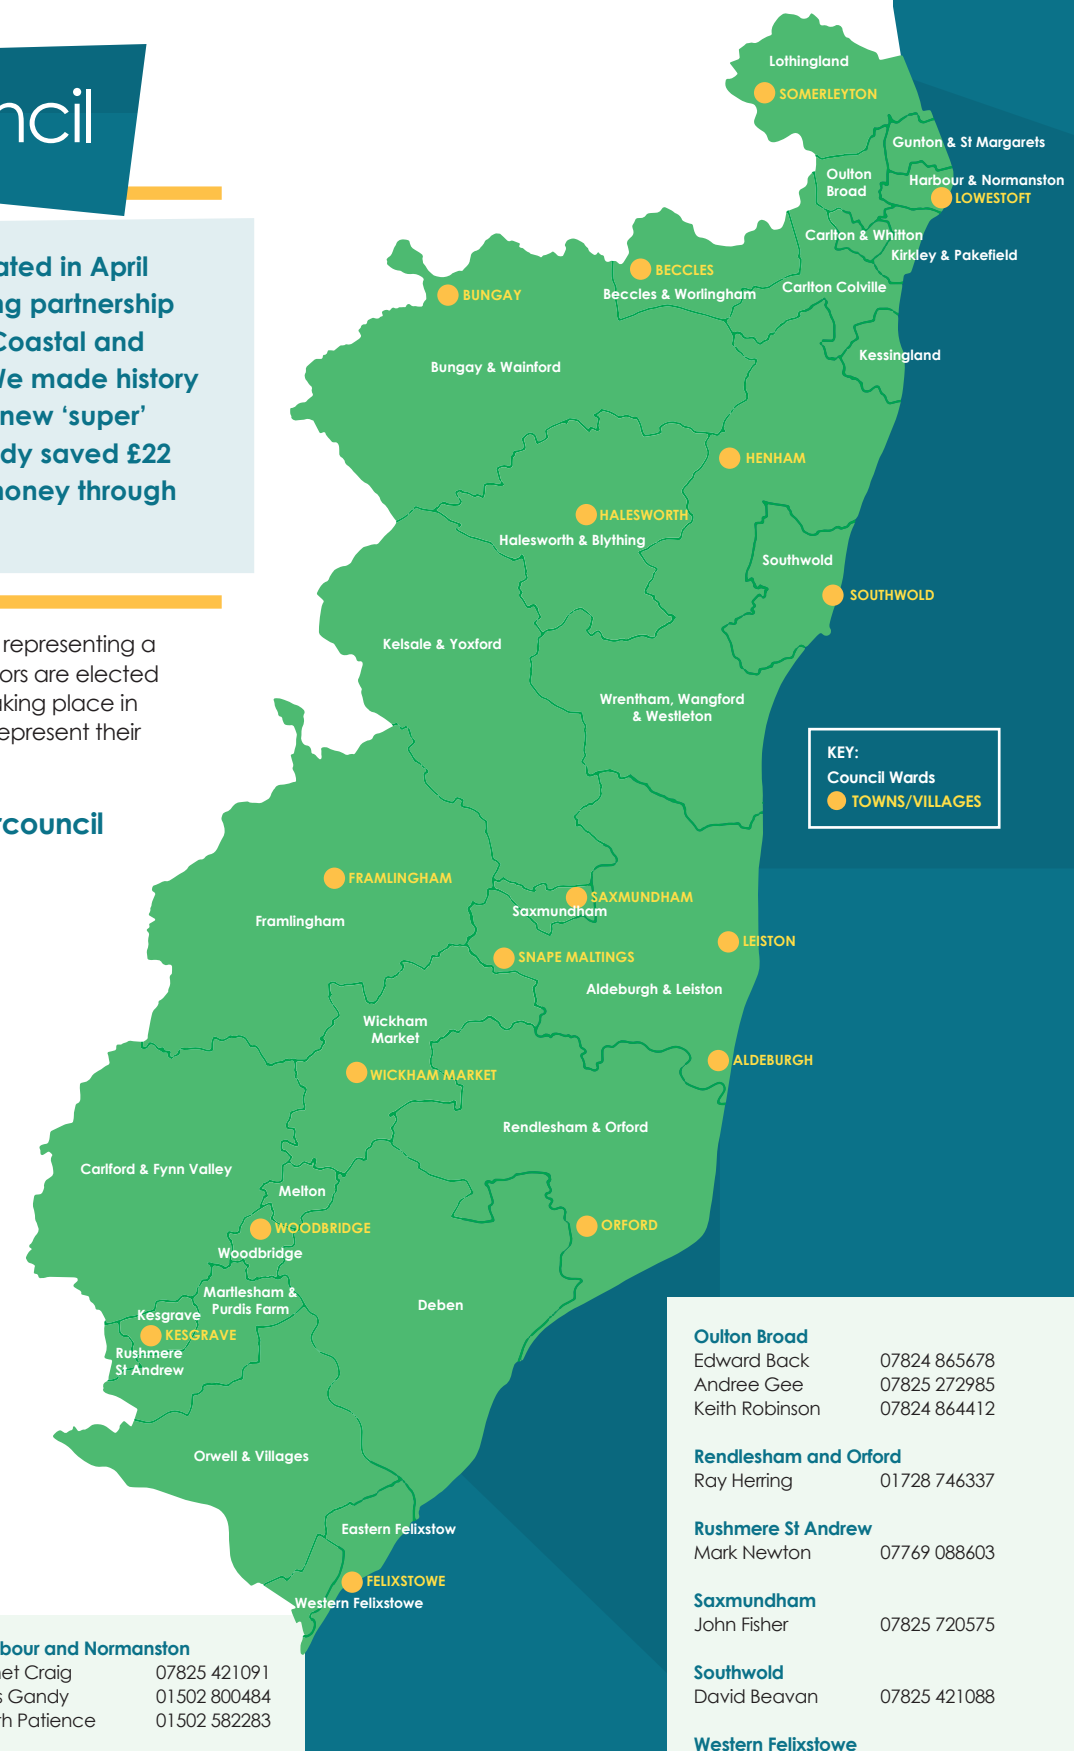 ncil
ated in April
ng partnership
Coastal and
We made history
new ‘super’
dy saved £22
money through
representing a
ors are elected
aking place in
epresent their
rcouncil
Lothingland
SOMERLEYTON
Gunton & St Margarets
Oulton
Broad
Harbour & Normanston
LOWESTOFT
Carlton & Whitton
Kirkley & Pakefield
BECCLES
Beccles & Worlingham
Carlton Colville
BUNGAY
Kessingland
Bungay & Wainford
HENHAM
HALESWORTH
Halesworth & Blything
Southwold
SOUTHWOLD
Kelsale & Yoxford
Wrentham, Wangford
& Westleton
KEY:
Council Wards
TOWNS/VILLAGES
FRAMLINGHAM
Framlingham
SAXMUNDHAM
Saxmundham
LEISTON
SNAPE MALTINGS
Aldeburgh & Leiston
Wickham
Market
ALDEBURGH
WICKHAM MARKET
Rendlesham & Orford
Carlford & Fynn Valley
Melton
ORFORD
WOODBRIDGE
Woodbridge
Martlesham &
Purdis Farm
Deben
Kesgrave
KESGRAVE
Rushmere
St Andrew
Orwell & Villages
Eastern Felixstow
FELIXSTOWE
Western Felixstowe
bour and Normanston
et Craig 07825 421091
s Gandy 01502 800484
th Patience 01502 582283
Oulton Broad
Edward Back 07824 865678
Andree Gee 07825 272985
Keith Robinson 07824 864412
Rendlesham and Orford
Ray Herring 01728 746337
Rushmere St Andrew
Mark Newton 07769 088603
Saxmundham
John Fisher 07825 720575
Southwold
David Beavan 07825 421088
Western Felixstowe